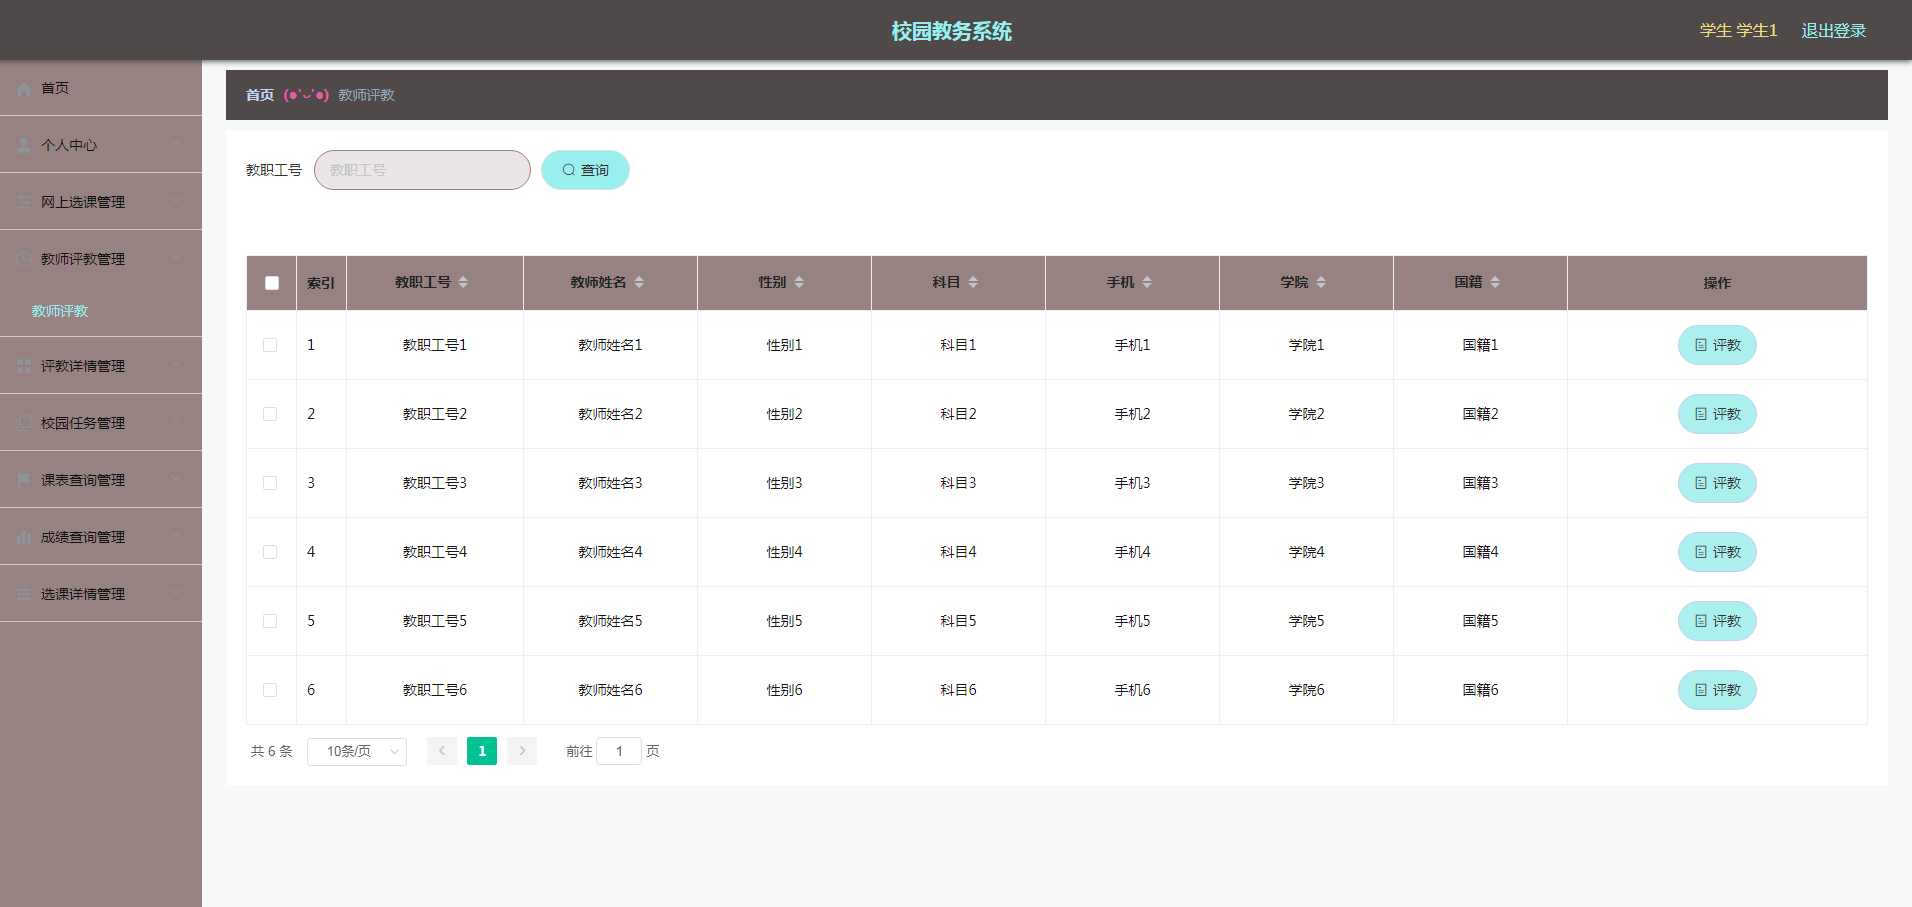 校园教务系统
学生 学生1 退出登录
首页
个人中心
网上选课管理
教师评教管理
教师评教
评教详情管理
校园任务管理
课表查询管理
成绩查询管理
选课详情管理
首页 (●'◡'●) 教师评教
教职工号 教职工号 查询
索引 教职工号 教师姓名 性别 科目 手机 学院 国籍 操作
1 教职工号1 教师姓名1 性别1 科目1 手机1 学院1 国籍1 评教
2 教职工号2 教师姓名2 性别2 科目2 手机2 学院2 国籍2 评教
3 教职工号3 教师姓名3 性别3 科目3 手机3 学院3 国籍3 评教
4 教职工号4 教师姓名4 性别4 科目4 手机4 学院4 国籍4 评教
5 教职工号5 教师姓名5 性别5 科目5 手机5 学院5 国籍5 评教
6 教职工号6 教师姓名6 性别6 科目6 手机6 学院6 国籍6 评教
共 6 条 10条/页 1 前往 1 页